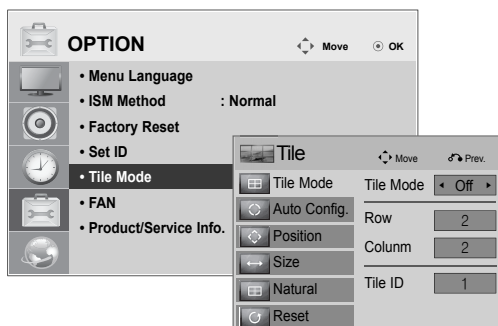 OPTION
Move OK
• Menu Language
• ISM Method : Normal
• Factory Reset
• Set ID
• Tile Mode
• FAN
• Product/Service Info.
Tile
Move Prev.
Tile Mode
Auto Config.
Position
Size
Natural
Reset
Tile Mode Off
Row 2
Colunm 2
Tile ID 1